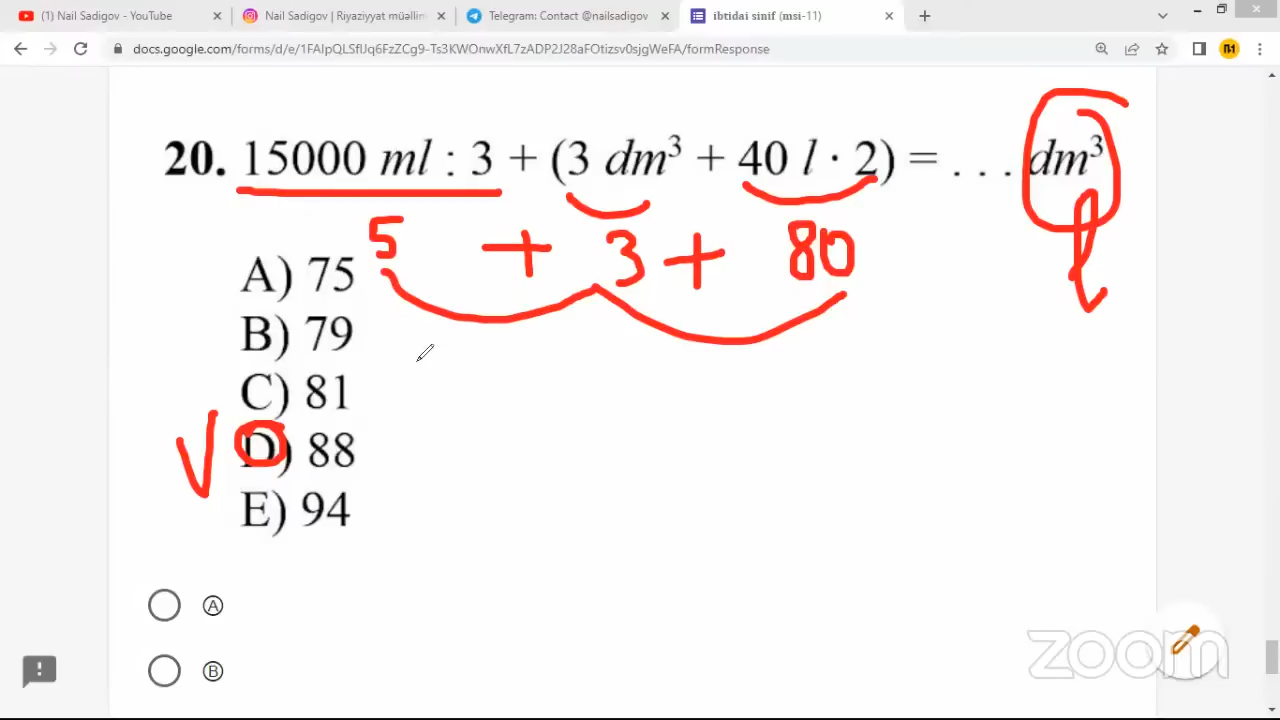 (1) Nail Sadigov - YouTube
Nail Sadigov | Riyaziyyat müəllim
Telegram: Contact @nailsadigov
ibtidai sinif (msi-11)
docs.google.com/forms/d/e/1FAIpQLSfUq6FzZCg9-Ts3KWOnwXfL7zADP2J28aFOtizsv0sjgWeFA/formResponse
20. 15000 ml : 3 + (3 dm³ + 40 l · 2) = . . . dm³
5 + 3 + 80
l
A) 75
B) 79
C) 81
D) 88
E) 94
A
B
zoom